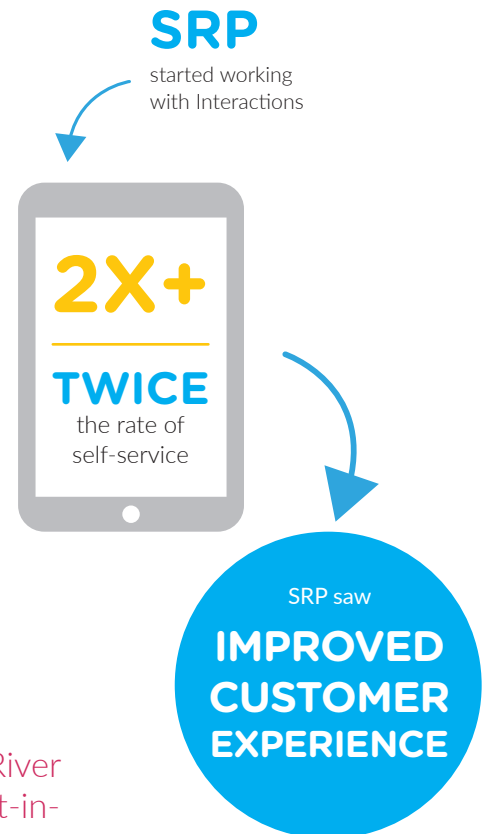 SRP
started working
with Interactions
2X+
TWICE
the rate of
self-service
SRP saw
IMPROVED
CUSTOMER
EXPERIENCE
River
t-in-